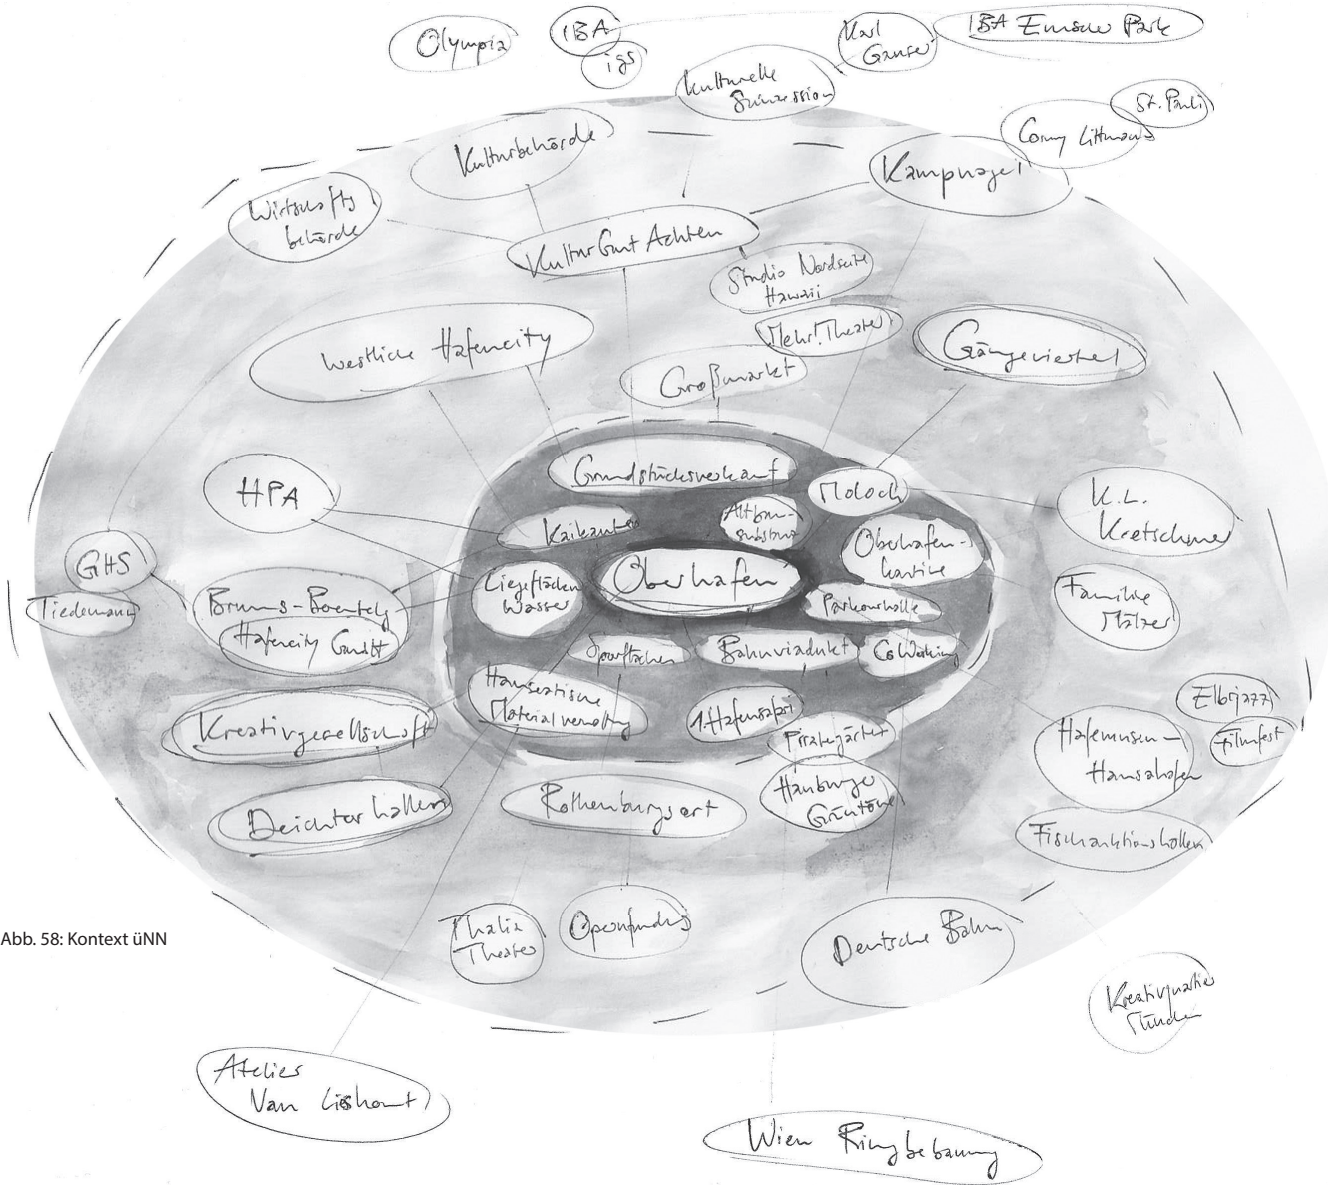 Olympia
IBA
igs
Kulturelle
Sukzession
Karl
Ganser
IBA Emscher Park
St. Pauli
Corny Littmann
Kulturbehörde
Kampnagel
Wirtschafts
behörde
KulturGut Achten
Studio Nordseite
Hawaii
Mehr! Theater
Westliche Hafencity
Großmarkt
Gängeviertel
Grundstücksverkauf
HPA
Moloch
K.L.
Kretschmer
Kaikanten
Altbau-
substanz
Oberhafen-
kantine
GHS
Oberhafen
Liegeflächen
Wasser
Tiedemann
Bruns-Berentelg
Hafencity GmbH
Parkourhalle
Familie
Mälzer
Sportflächen
Bahnviadukt
CoWorking
Hanseatische
Materialverwaltung
Kreativgesellschaft
1.Hafensafari
Piratengärten
Elbjazz
Filmfest
Hafenmuseum-
Hansahafen
Deichtorhallen
Rothenburgsort
Hamburger
Grüntöne
Fischauktionshallen
Thalia
Theater
Opernfundus
Deutsche Bahn
Abb. 58: Kontext üNN
Kreativquartier
München
Atelier
Van Lieshout
Wien Ringbebauung